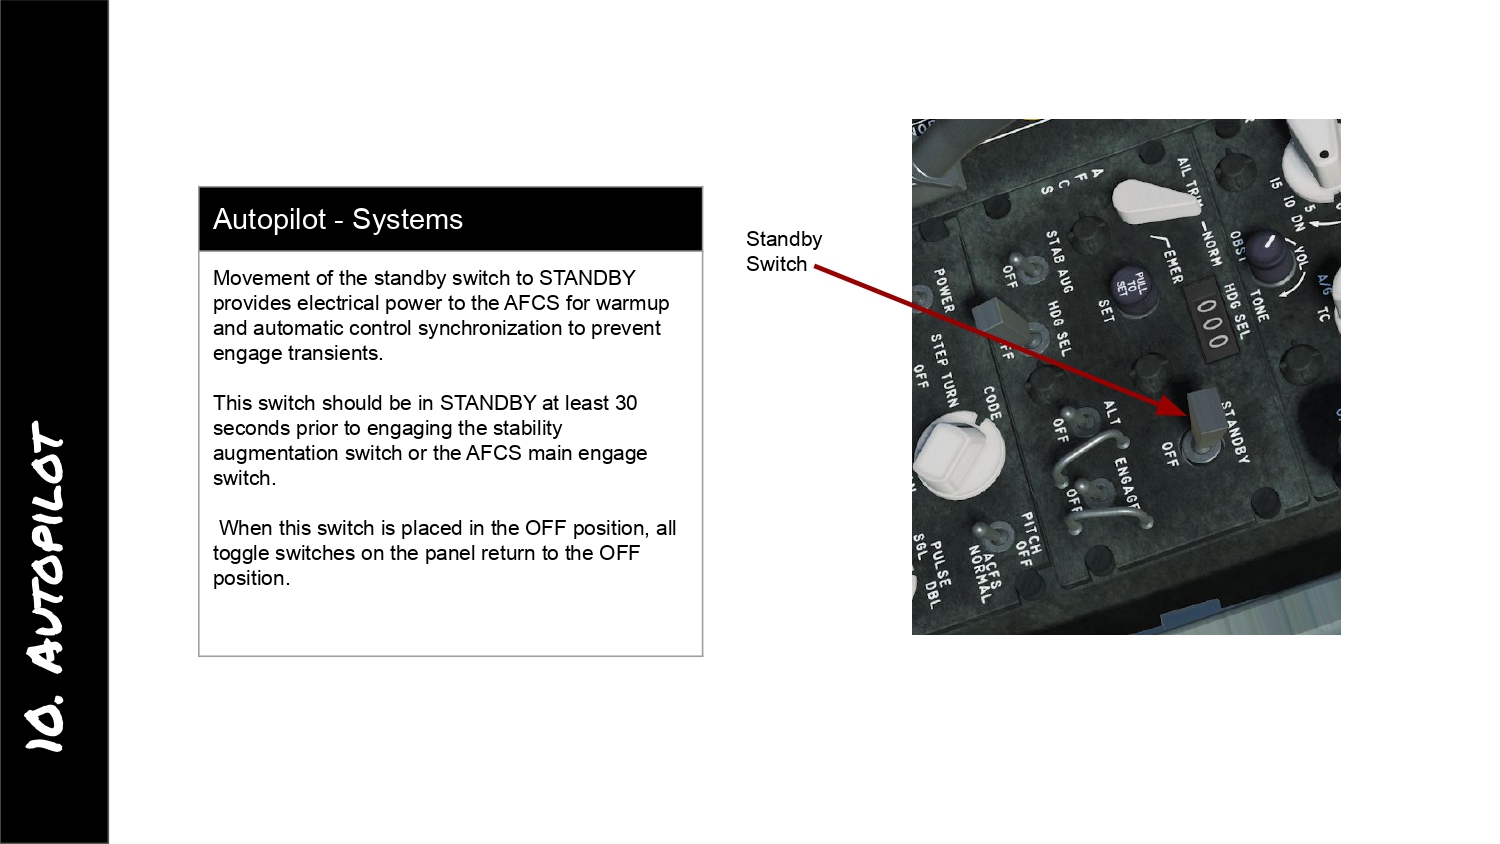 10. AUTOPILOT
Autopilot - Systems
Movement of the standby switch to STANDBY
provides electrical power to the AFCS for warmup
and automatic control synchronization to prevent
engage transients.
This switch should be in STANDBY at least 30
seconds prior to engaging the stability
augmentation switch or the AFCS main engage
switch.
When this switch is placed in the OFF position, all
toggle switches on the panel return to the OFF
position.
Standby
Switch
AFCS
AIL TRIM
NORM
EMER
STAB AUG
OFF
PULL
TO
SET
SET
HDG SEL
000
HDG SEL
OBST
VOL
TONE
15
10
5
DN
A/G
TC
POWER
STEP TURN
OFF
CODE
ALT
OFF
ENGAGE
OFF
STANDBY
OFF
PITCH
OFF
ACFS
NORMAL
PULSE
SGL
DBL